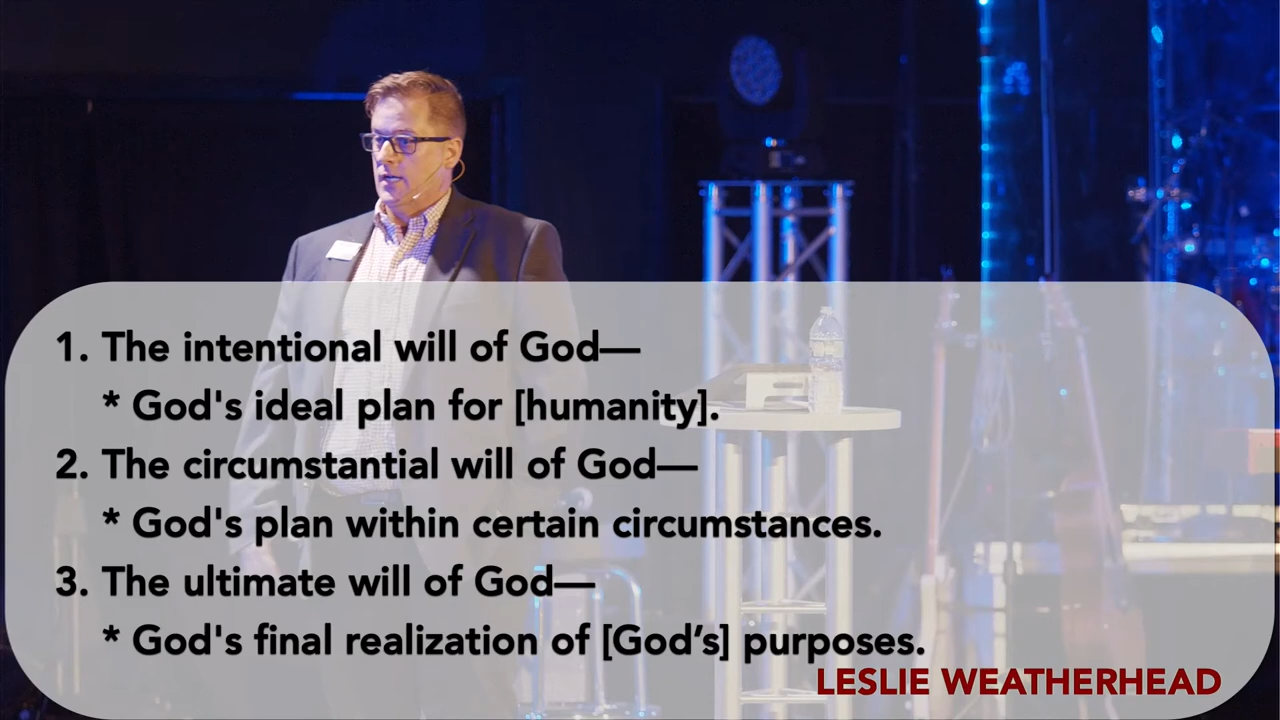 1. The intentional will of God—
* God's ideal plan for [humanity].
2. The circumstantial will of God—
* God's plan within certain circumstances.
3. The ultimate will of God—
* God's final realization of [God’s] purposes.
LESLIE WEATHERHEAD